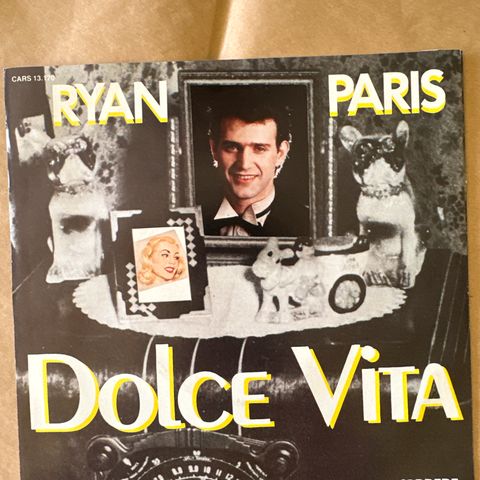 CARS 13.170
RYAN PARIS
DOLCE VITA